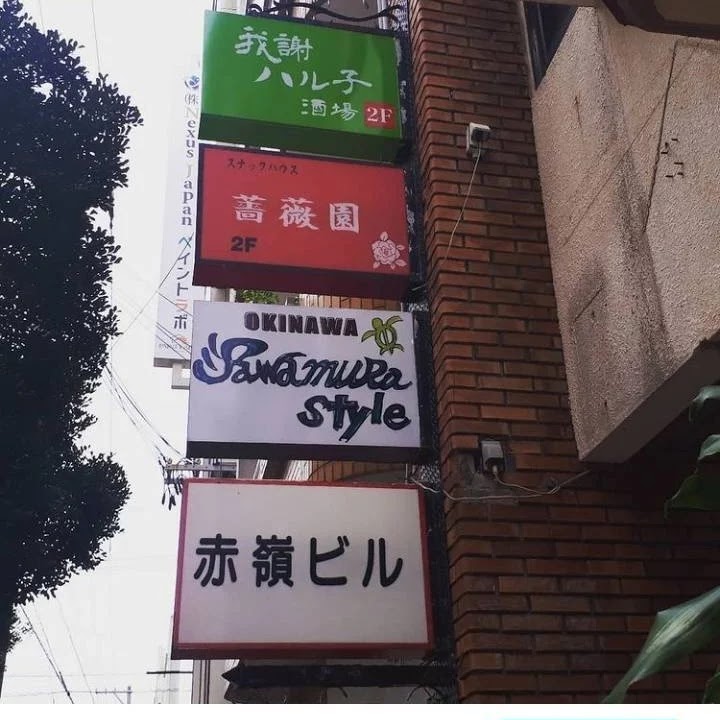 我謝
ハル子
酒場 2F
スナックハウス
薔薇園
2F
OKINAWA
Sawamura
style
赤嶺ビル
(株)Nexus Japan ペイントラボ